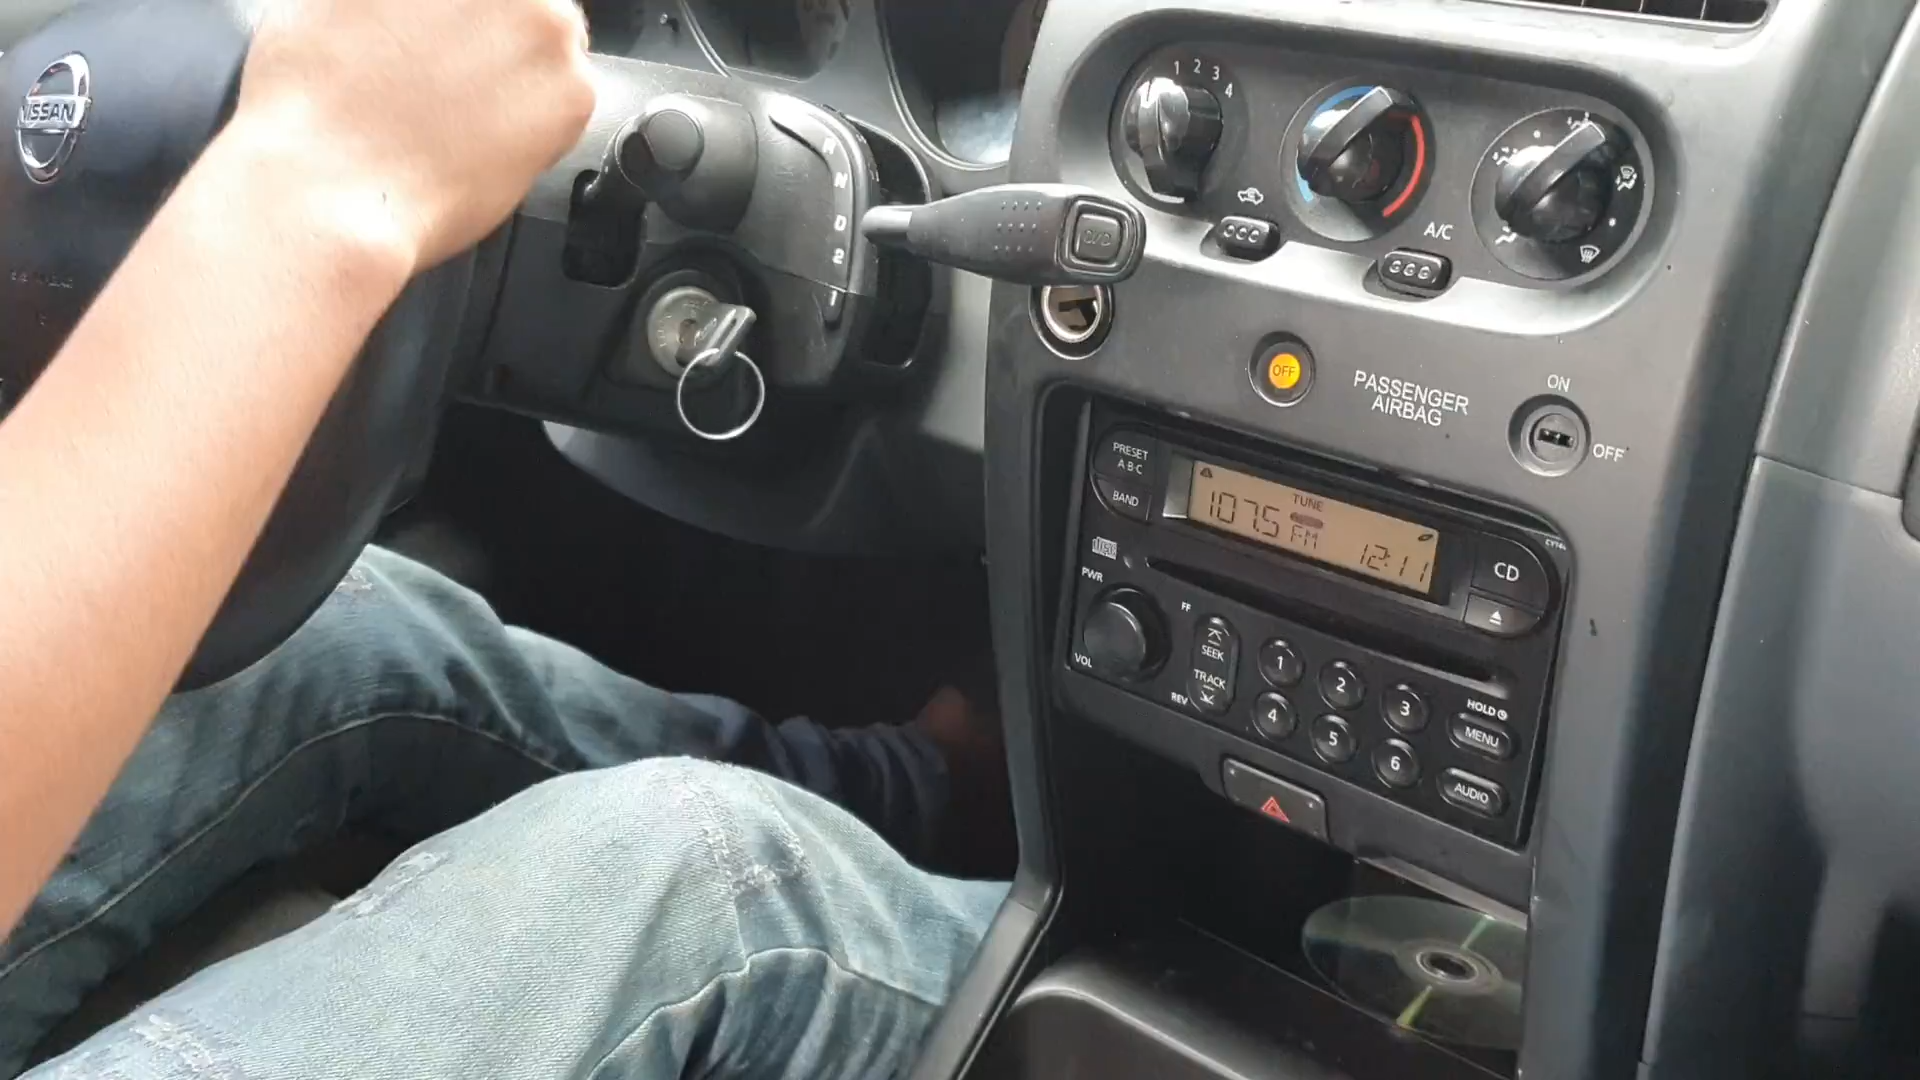 NISSAN
1 2 3
4
R
N
D
2
1
O/D
A/C
OFF
PASSENGER
AIRBAG
ON
OFF
PRESET
A·B·C
BAND
TUNE
107.5 FM 12:11
CD
PWR
VOL
FF
SEEK
TRACK
REV
1
2
3
4
5
6
HOLD
MENU
AUDIO